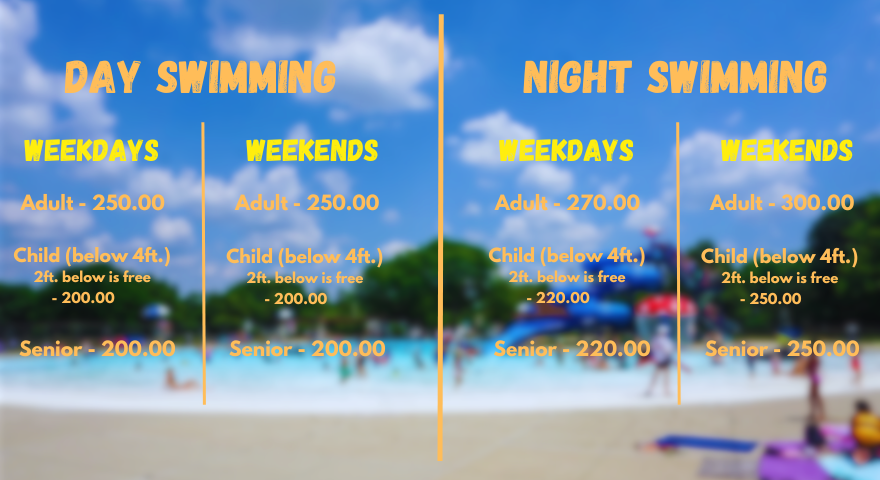 DAY SWIMMING
WEEKDAYS
Adult - 250.00
Child (below 4ft.)
2ft. below is free
- 200.00
Senior - 200.00
WEEKENDS
Adult - 250.00
Child (below 4ft.)
2ft. below is free
- 200.00
Senior - 200.00
NIGHT SWIMMING
WEEKDAYS
Adult - 270.00
Child (below 4ft.)
2ft. below is free
- 220.00
Senior - 220.00
WEEKENDS
Adult - 300.00
Child (below 4ft.)
2ft. below is free
- 250.00
Senior - 250.00